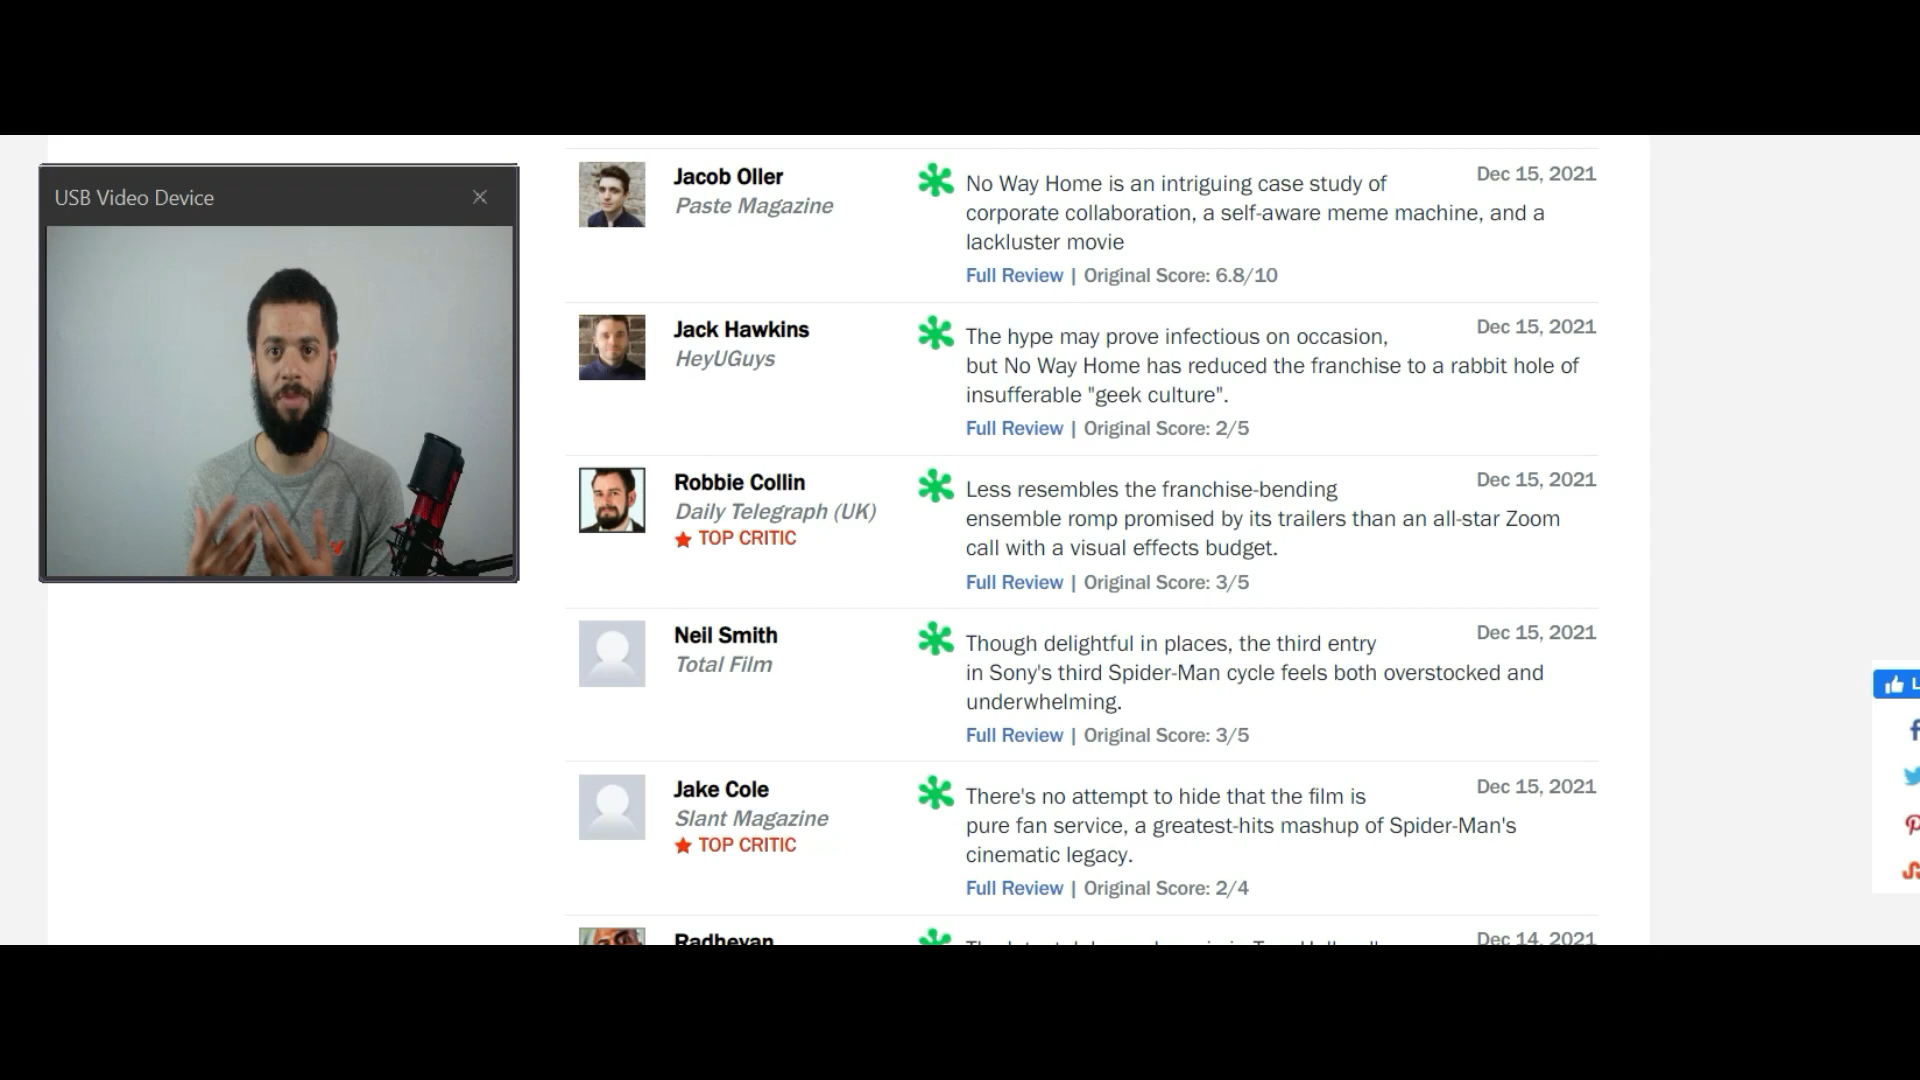 USB Video Device
Jacob Oller
Paste Magazine
No Way Home is an intriguing case study of
corporate collaboration, a self-aware meme machine, and a
lackluster movie
Dec 15, 2021
Full Review | Original Score: 6.8/10
Jack Hawkins
HeyUGuys
The hype may prove infectious on occasion,
but No Way Home has reduced the franchise to a rabbit hole of
insufferable "geek culture".
Dec 15, 2021
Full Review | Original Score: 2/5
Robbie Collin
Daily Telegraph (UK)
TOP CRITIC
Less resembles the franchise-bending
ensemble romp promised by its trailers than an all-star Zoom
call with a visual effects budget.
Dec 15, 2021
Full Review | Original Score: 3/5
Neil Smith
Total Film
Though delightful in places, the third entry
in Sony's third Spider-Man cycle feels both overstocked and
underwhelming.
Dec 15, 2021
Full Review | Original Score: 3/5
Jake Cole
Slant Magazine
TOP CRITIC
There's no attempt to hide that the film is
pure fan service, a greatest-hits mashup of Spider-Man's
cinematic legacy.
Dec 15, 2021
Full Review | Original Score: 2/4
Radheyan
Dec 14, 2021